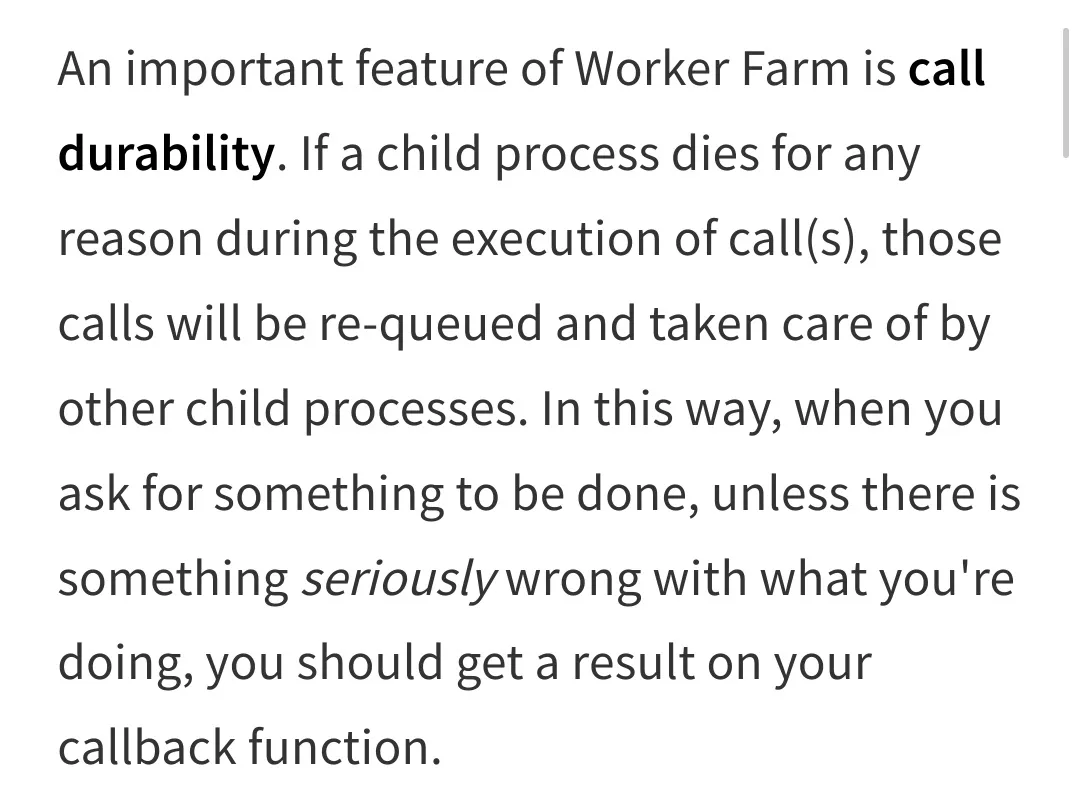 An important feature of Worker Farm is call
durability. If a child process dies for any
reason during the execution of call(s), those
calls will be re-queued and taken care of by
other child processes. In this way, when you
ask for something to be done, unless there is
something seriously wrong with what you're
doing, you should get a result on your
callback function.